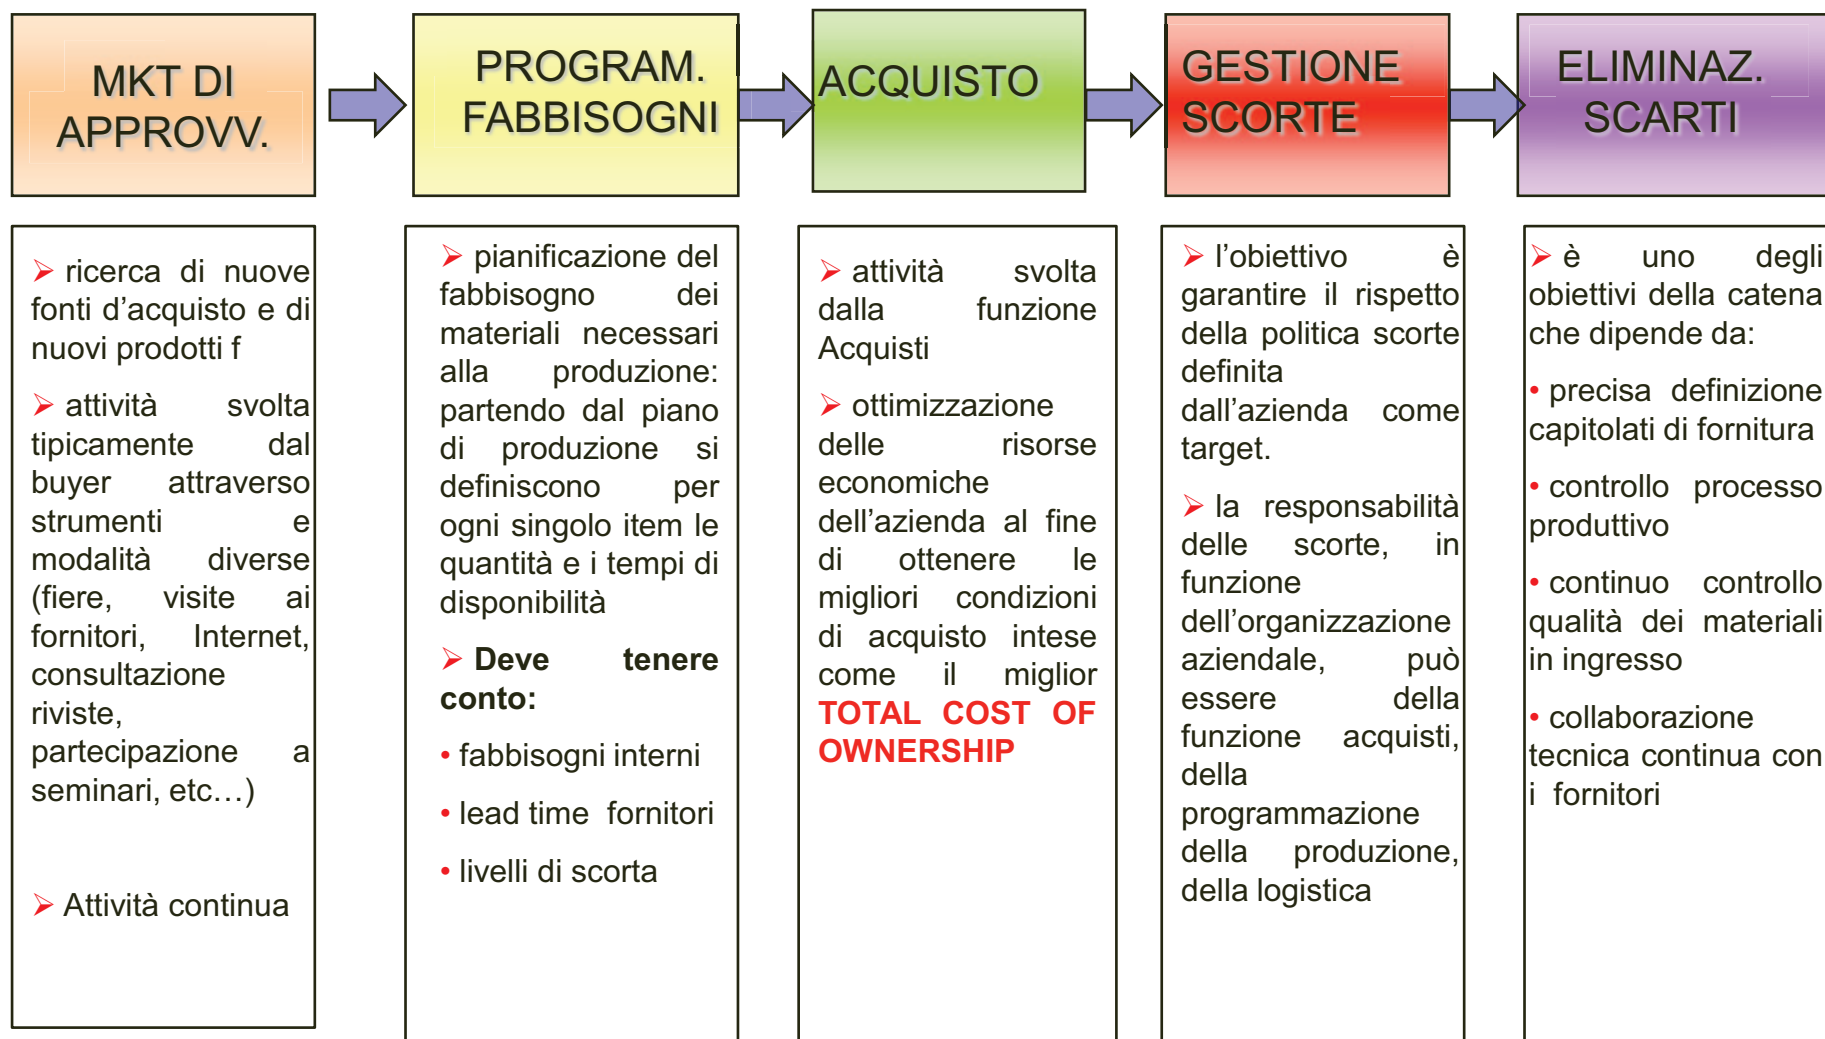 MKT DI
APPROVV.
PROGRAM.
FABBISOGNI
ACQUISTO
GESTIONE
SCORTE
ELIMINAZ.
SCARTI
➢ ricerca di nuove
fonti d’acquisto e di
nuovi prodotti f
➢ attività svolta
tipicamente dal
buyer attraverso
strumenti e
modalità diverse
(fiere, visite ai
fornitori, Internet,
consultazione
riviste,
partecipazione a
seminari, etc…)
➢ Attività continua
➢ pianificazione del
fabbisogno dei
materiali necessari
alla produzione:
partendo dal piano
di produzione si
definiscono per
ogni singolo item le
quantità e i tempi di
disponibilità
➢ Deve tenere
conto:
• fabbisogni interni
• lead time fornitori
• livelli di scorta
➢ attività svolta
dalla funzione
Acquisti
➢ ottimizzazione
delle risorse
economiche
dell’azienda al fine
di ottenere le
migliori condizioni
di acquisto intese
come il miglior
TOTAL COST OF
OWNERSHIP
➢ l’obiettivo è
garantire il rispetto
della politica scorte
definita
dall’azienda come
target.
➢ la responsabilità
delle scorte, in
funzione
dell’organizzazione
aziendale, può
essere della
funzione acquisti,
della
programmazione
della produzione,
della logistica
➢ è uno degli
obiettivi della catena
che dipende da:
• precisa definizione
capitolati di fornitura
• controllo processo
produttivo
• continuo controllo
qualità dei materiali
in ingresso
• collaborazione
tecnica continua con
i fornitori